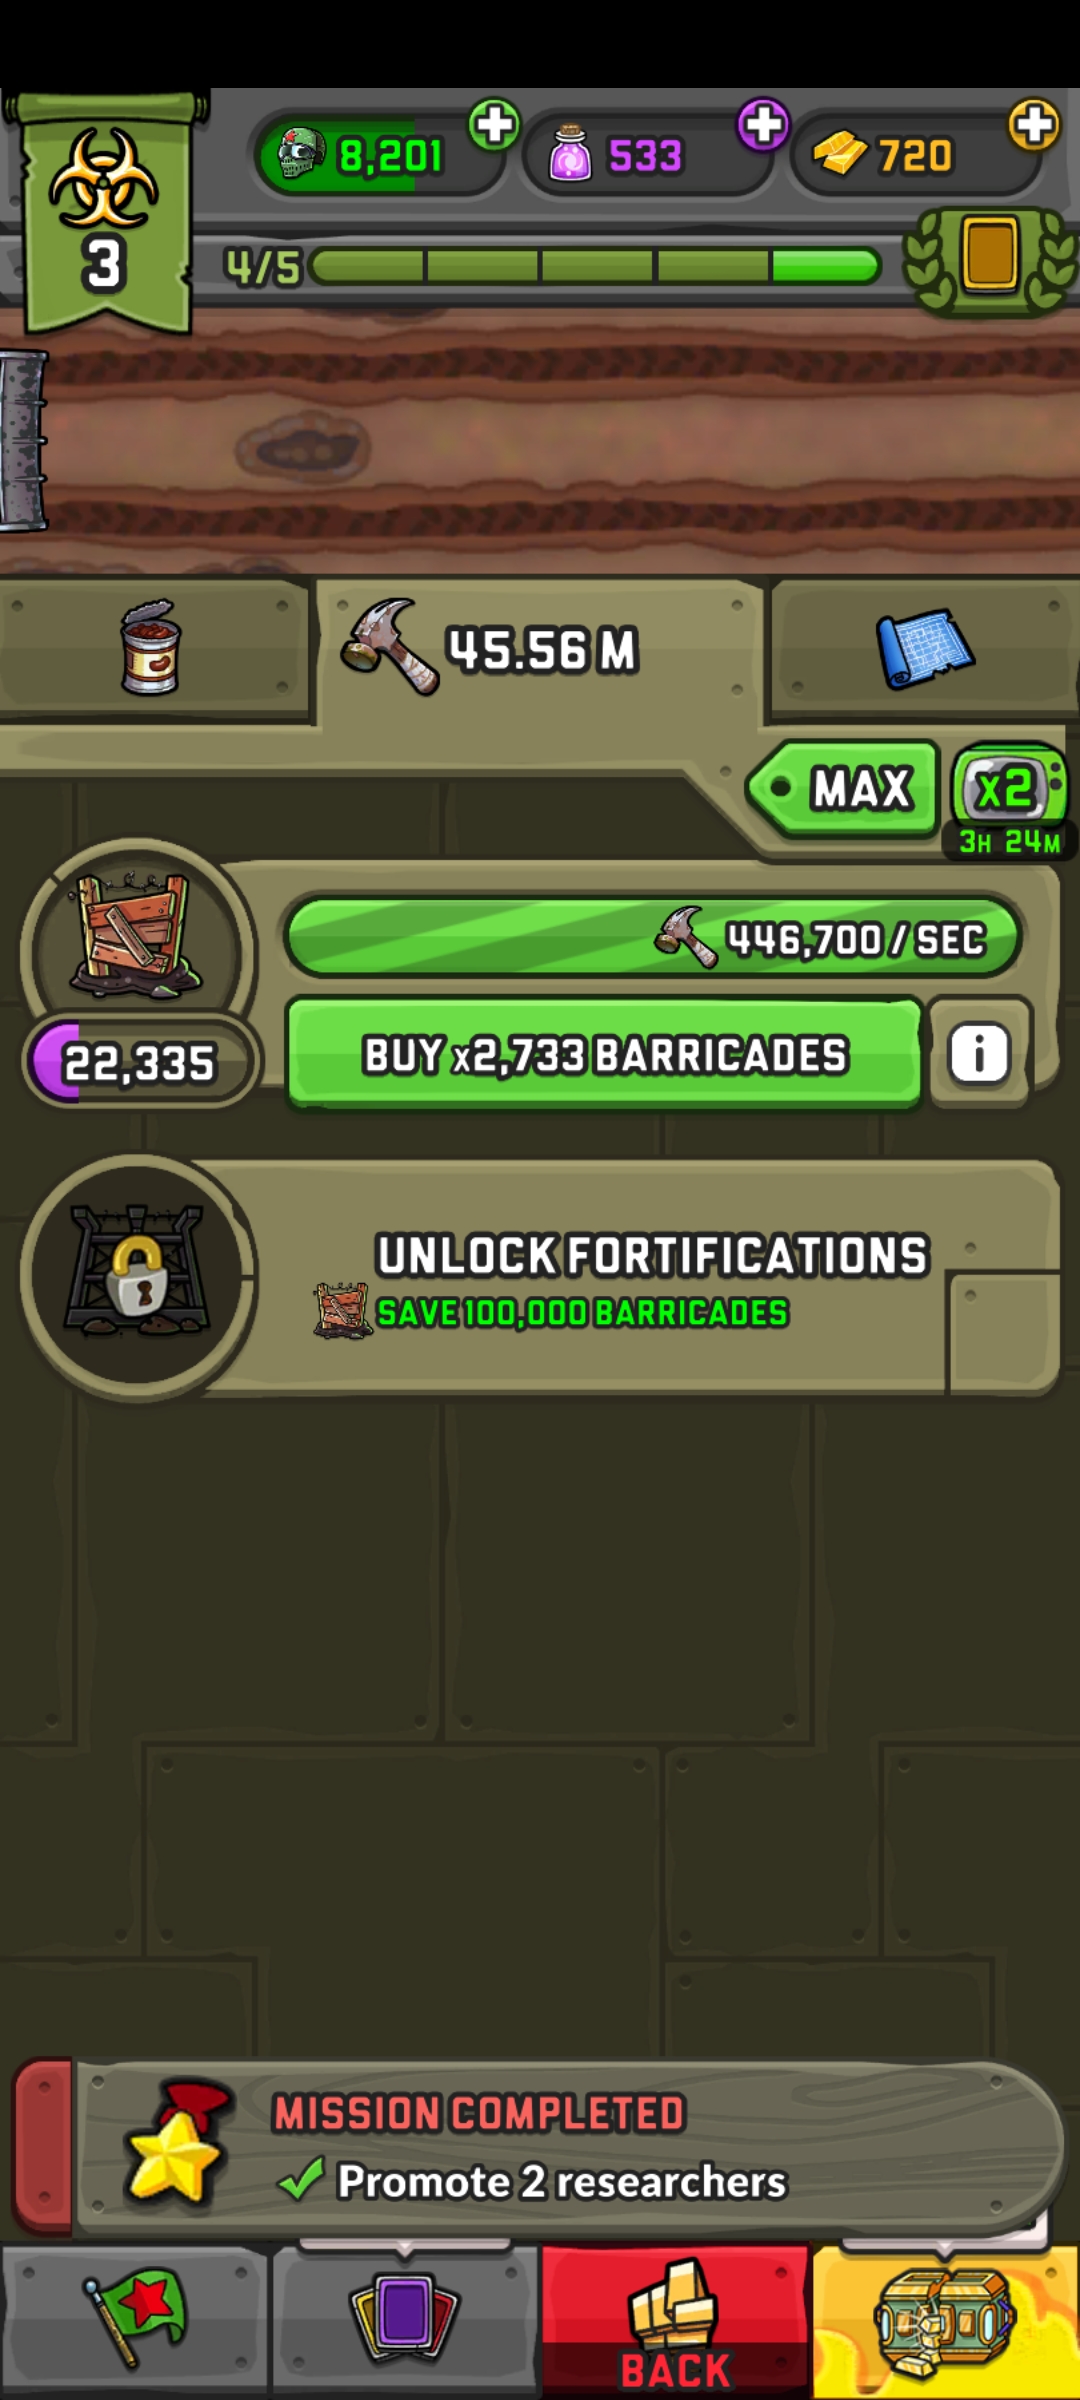 8,201
533
720
3
4/5
45.56 M
MAX
x2
3H 24M
446,700 / SEC
22,335
BUY x2,733 BARRICADES
i
UNLOCK FORTIFICATIONS
SAVE 100,000 BARRICADES
MISSION COMPLETED
Promote 2 researchers
BACK